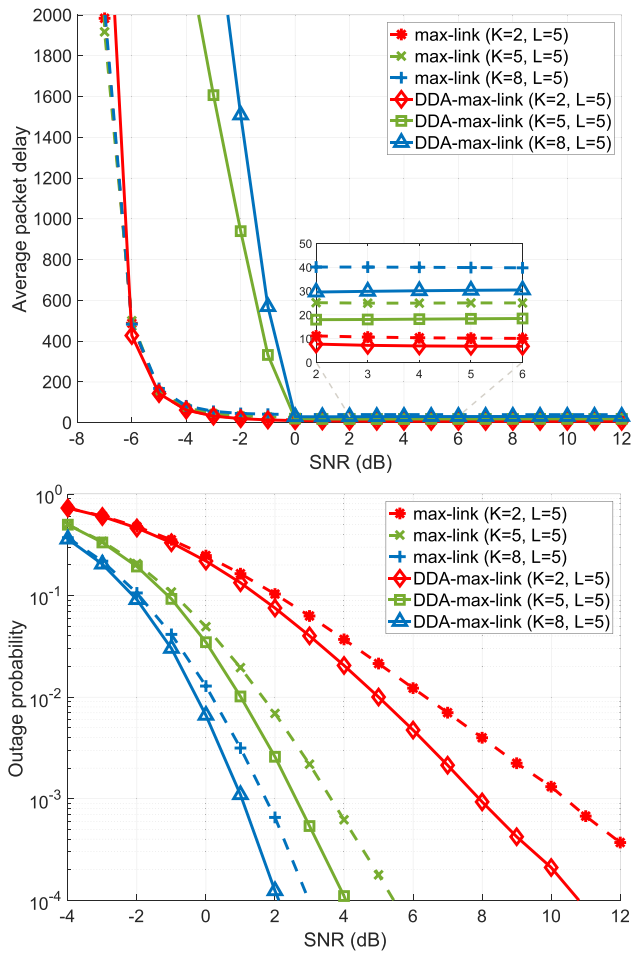 2000
1800
1600
1400
1200
1000
800
600
400
200
0
Average packet delay
-8
-6
-4
-2
0
2
4
6
8
10
12
SNR (dB)
max-link (K=2, L=5)
max-link (K=5, L=5)
max-link (K=8, L=5)
DDA-max-link (K=2, L=5)
DDA-max-link (K=5, L=5)
DDA-max-link (K=8, L=5)
50
40
30
20
10
0
2
3
4
5
6
10^0
10^-1
10^-2
10^-3
10^-4
Outage probability
-4
-2
0
2
4
6
8
10
12
SNR (dB)
max-link (K=2, L=5)
max-link (K=5, L=5)
max-link (K=8, L=5)
DDA-max-link (K=2, L=5)
DDA-max-link (K=5, L=5)
DDA-max-link (K=8, L=5)